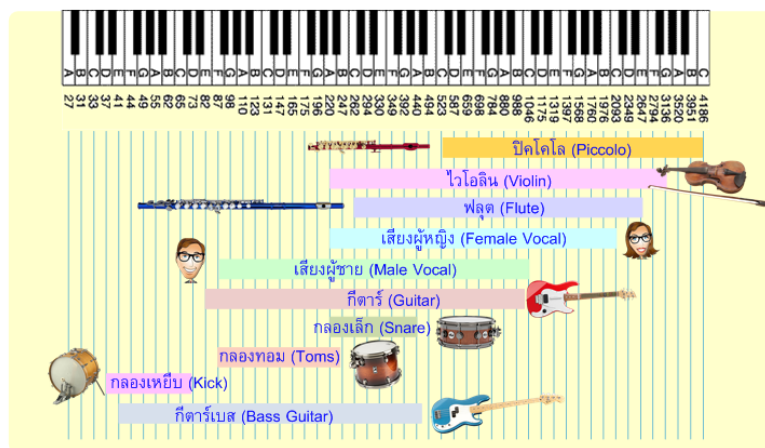 A B C D E F G A B C D E F G A B C D E F G A B C D E F G A B C D E F G A B C D E F G A B C D E F G A B C
27 31 33 37 41 44 49 55 62 65 73 82 87 98 110 123 131 147 165 175 196 220 247 262 294 330 349 392 440 494 523 587 659 698 784 880 988 1046 1175 1319 1397 1568 1760 1976 2093 2349 2647 2794 3136 3520 3951 4186
ปิคโคโล (Piccolo)
ไวโอลิน (Violin)
ฟลุต (Flute)
เสียงผู้หญิง (Female Vocal)
เสียงผู้ชาย (Male Vocal)
กีตาร์ (Guitar)
กลองเล็ก (Snare)
กลองทอม (Toms)
กลองเหยียบ (Kick)
กีตาร์เบส (Bass Guitar)